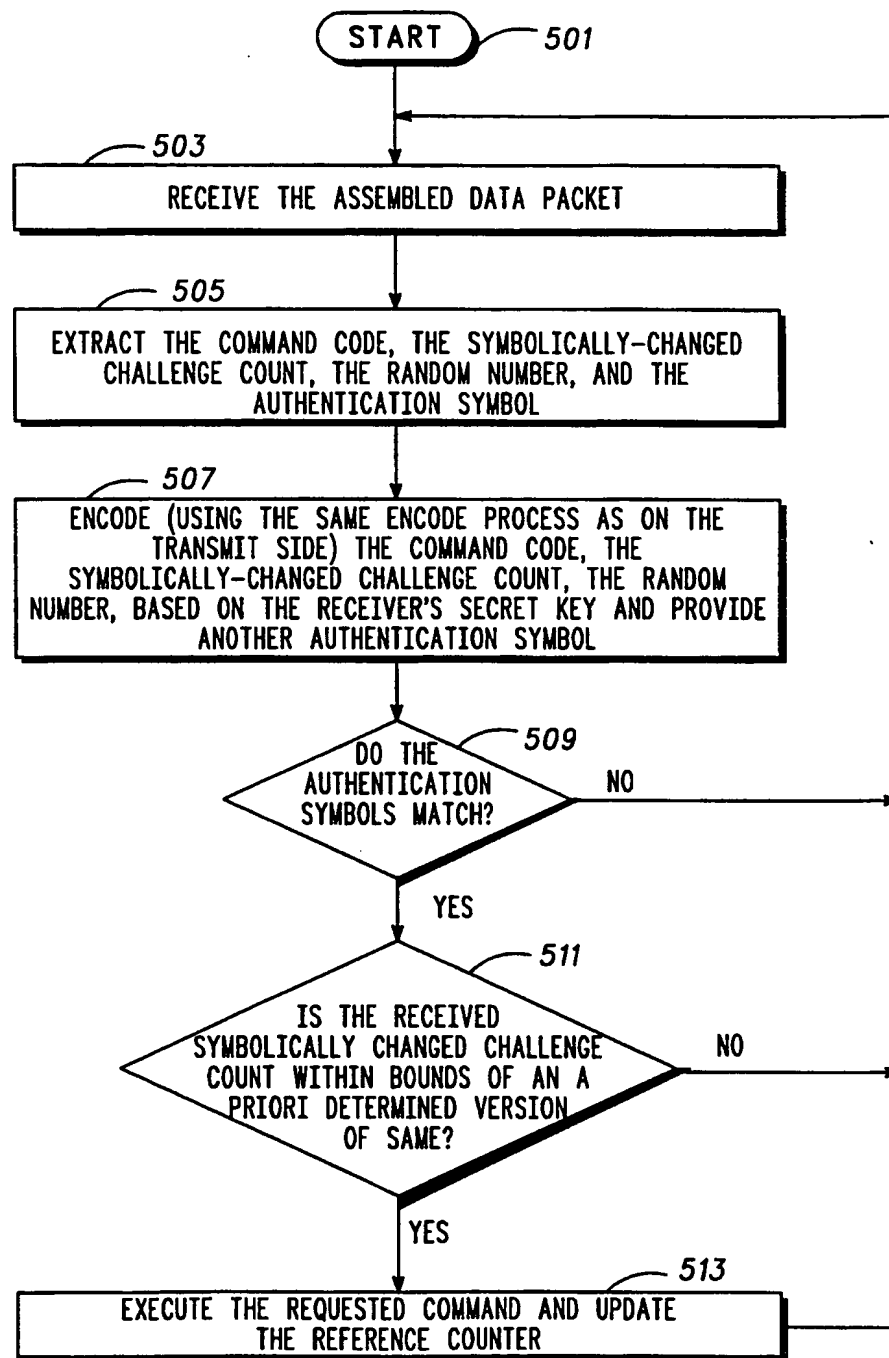 START
501
503
RECEIVE THE ASSEMBLED DATA PACKET
505
EXTRACT THE COMMAND CODE, THE SYMBOLICALLY-CHANGED
CHALLENGE COUNT, THE RANDOM NUMBER, AND THE
AUTHENTICATION SYMBOL
507
ENCODE (USING THE SAME ENCODE PROCESS AS ON THE
TRANSMIT SIDE) THE COMMAND CODE, THE
SYMBOLICALLY-CHANGED CHALLENGE COUNT, THE RANDOM
NUMBER, BASED ON THE RECEIVER'S SECRET KEY AND PROVIDE
ANOTHER AUTHENTICATION SYMBOL
509
DO THE
AUTHENTICATION
SYMBOLS MATCH?
NO
YES
511
IS THE RECEIVED
SYMBOLICALLY CHANGED CHALLENGE
COUNT WITHIN BOUNDS OF AN A
PRIORI DETERMINED VERSION
OF SAME?
NO
YES
513
EXECUTE THE REQUESTED COMMAND AND UPDATE
THE REFERENCE COUNTER